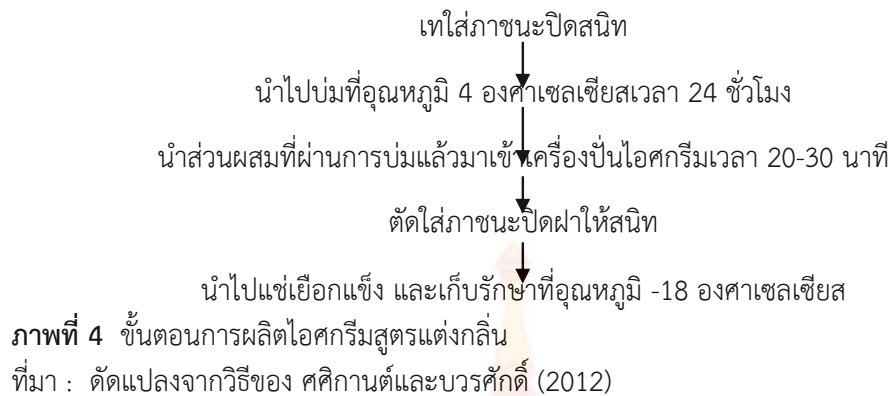 เทใส่ภาชนะปิดสนิท
นำไปบ่มที่อุณหภูมิ 4 องศาเซลเซียสเวลา 24 ชั่วโมง
นำส่วนผสมที่ผ่านการบ่มแล้วมาเข้าเครื่องปั่นไอศกรีมเวลา 20-30 นาที
ตัดใส่ภาชนะปิดฝาให้สนิท
นำไปแช่เยือกแข็ง และเก็บรักษาที่อุณหภูมิ -18 องศาเซลเซียส
ภาพที่ 4 ขั้นตอนการผลิตไอศกรีมสูตรแต่งกลิ่น
ที่มา : ดัดแปลงจากวิธีของ ศศิกานต์และบวรศักดิ์ (2012)